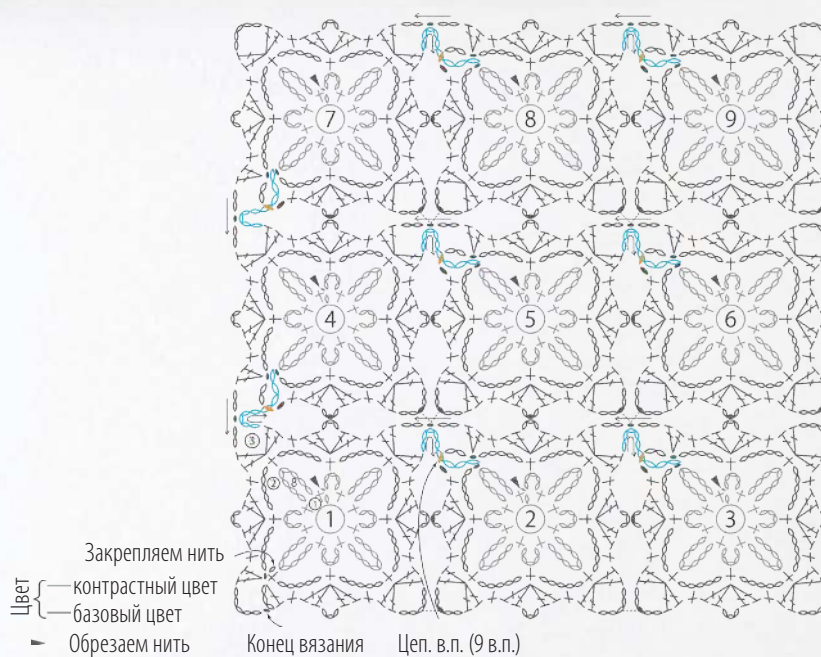 7 8 9
4 5 6
③
② 8
①
1 2 3
Закрепляем нить
Цвет
контрастный цвет
базовый цвет
Обрезаем нить
Конец вязания
Цеп. в.п. (9 в.п.)